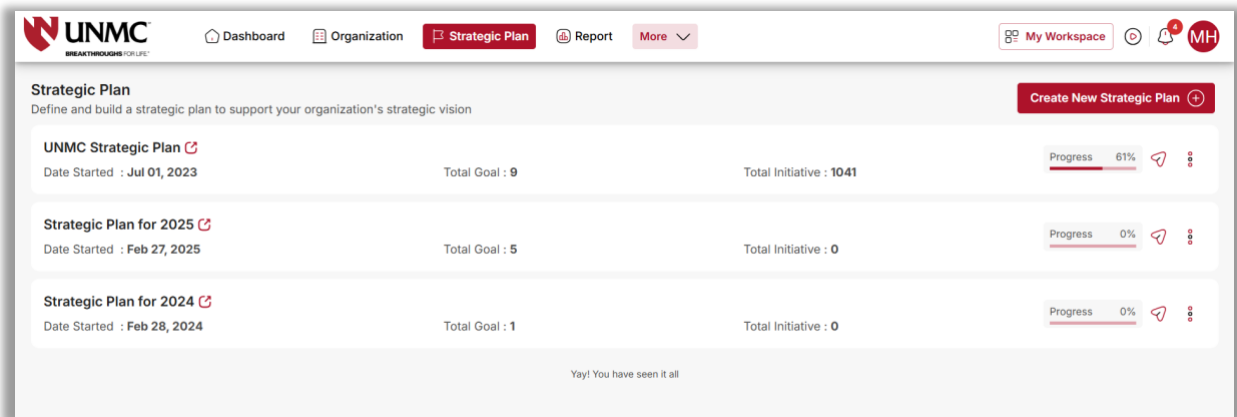 UNMC
BREAKTHROUGHS FOR LIFE™
Dashboard
Organization
Strategic Plan
Report
More
My Workspace
4
MH
Strategic Plan
Define and build a strategic plan to support your organization's strategic vision
Create New Strategic Plan
UNMC Strategic Plan
Date Started : Jul 01, 2023
Total Goal : 9
Total Initiative : 1041
Progress 61%
Strategic Plan for 2025
Date Started : Feb 27, 2025
Total Goal : 5
Total Initiative : 0
Progress 0%
Strategic Plan for 2024
Date Started : Feb 28, 2024
Total Goal : 1
Total Initiative : 0
Progress 0%
Yay! You have seen it all